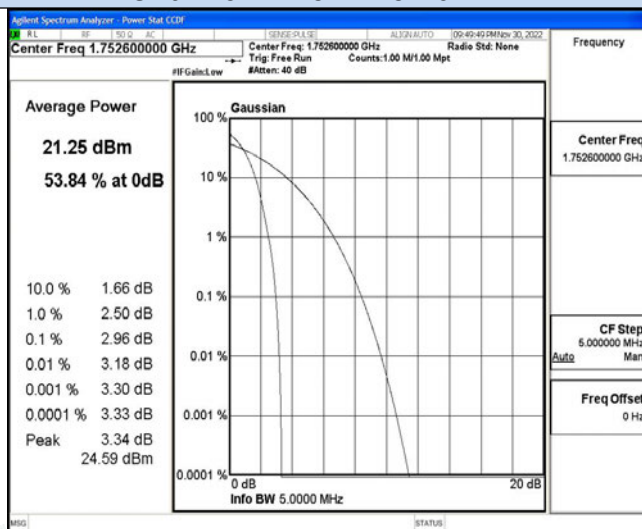 Agilent Spectrum Analyzer - Power Stat CCDF
RL RF 50 Ω AC SENSE:PULSE ALIGN AUTO 09:49:49 PM Nov 30, 2022
Center Freq 1.752600000 GHz
Center Freq: 1.752600000 GHz Radio Std: None
Trig: Free Run Counts:1.00 M/1.00 Mpt
#IFGain:Low #Atten: 40 dB
Frequency
Average Power
21.25 dBm
53.84 % at 0dB
10.0 % 1.66 dB
1.0 % 2.50 dB
0.1 % 2.96 dB
0.01 % 3.18 dB
0.001 % 3.30 dB
0.0001 % 3.33 dB
Peak 3.34 dB
24.59 dBm
Gaussian
100 %
10 %
1 %
0.1 %
0.01 %
0.001 %
0.0001 %
0 dB 20 dB
Info BW 5.0000 MHz
Center Freq
1.752600000 GHz
CF Step
5.000000 MHz
Auto Man
Freq Offset
0 Hz
MSG STATUS